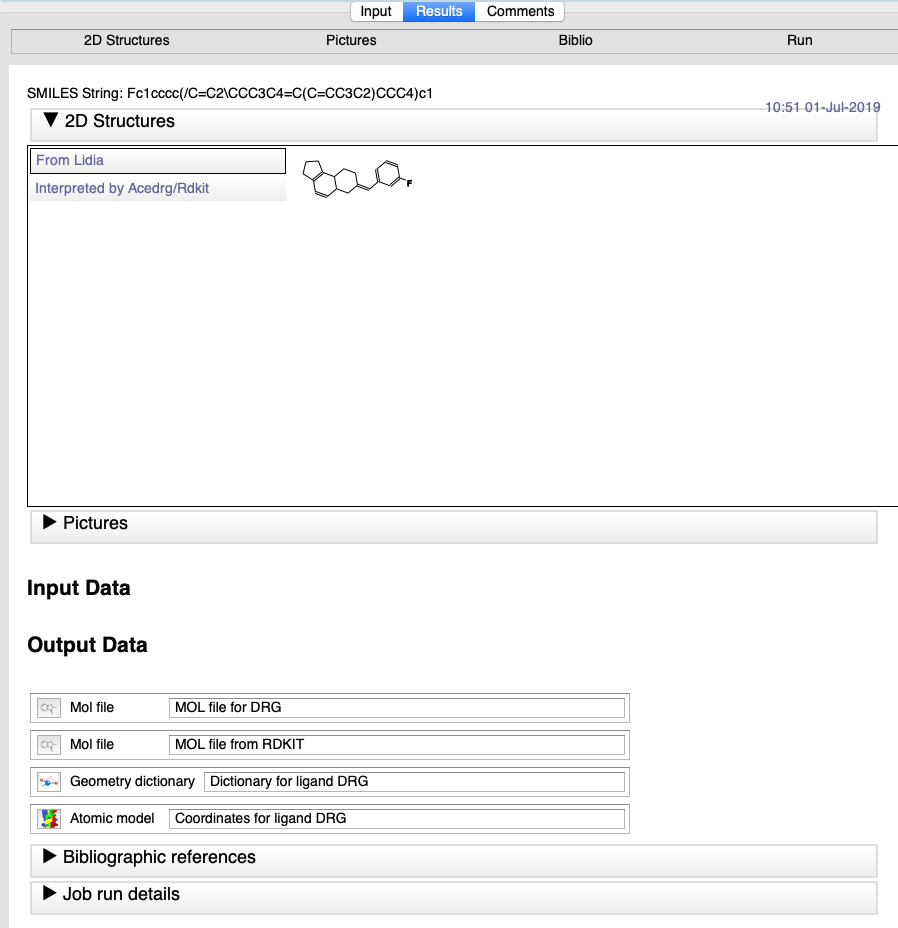 Input Results Comments
2D Structures Pictures Biblio Run
SMILES String: Fc1cccc(/C=C2\CCC3C4=C(C=CC3C2)CCC4)c1
10:51 01-Jul-2019
▼ 2D Structures
From Lidia
Interpreted by Acedrg/Rdkit
F
▶ Pictures
Input Data
Output Data
Mol file MOL file for DRG
Mol file MOL file from RDKIT
Geometry dictionary Dictionary for ligand DRG
Atomic model Coordinates for ligand DRG
▶ Bibliographic references
▶ Job run details